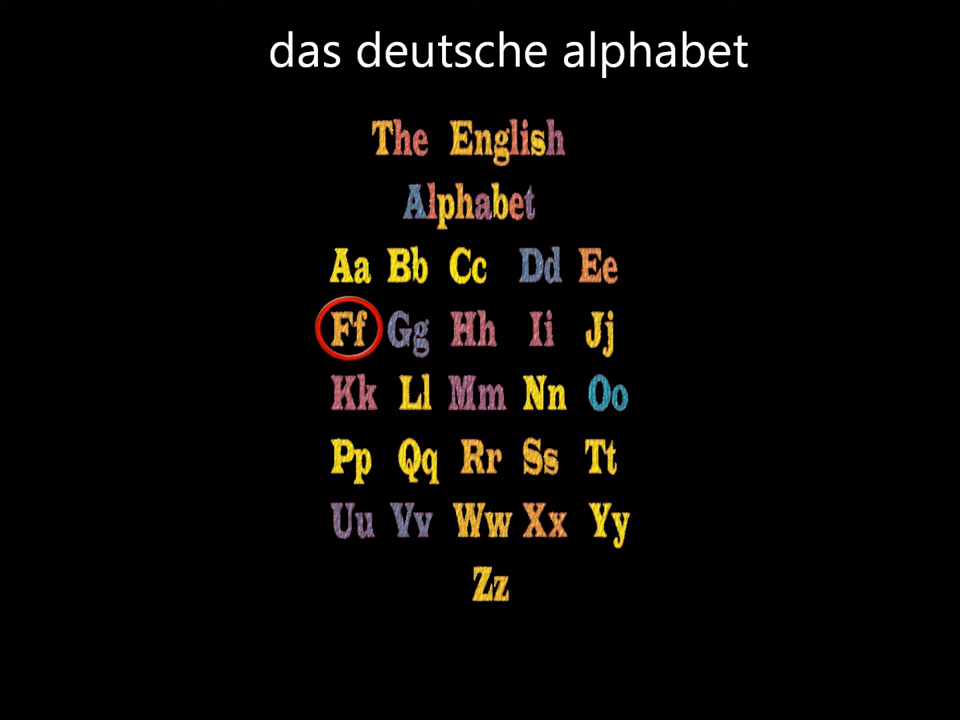 das deutsche alphabet
The English
Alphabet
Aa Bb Cc Dd Ee
Ff Gg Hh Ii Jj
Kk Ll Mm Nn Oo
Pp Qq Rr Ss Tt
Uu Vv Ww Xx Yy
Zz